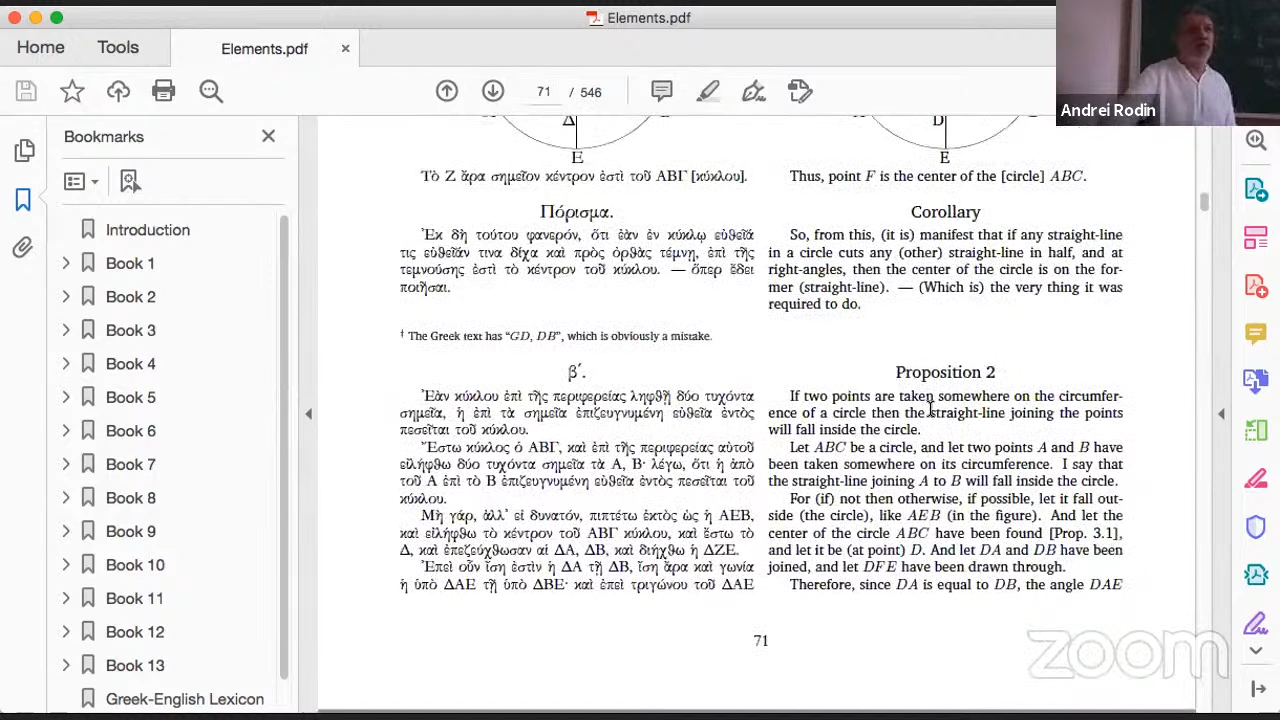 Elements.pdf
Home
Tools
Elements.pdf
71 / 546
Andrei Rodin
Bookmarks
Introduction
Book 1
Book 2
Book 3
Book 4
Book 5
Book 6
Book 7
Book 8
Book 9
Book 10
Book 11
Book 12
Book 13
Greek-English Lexicon
Δ
Ε
Τὸ Ζ ἄρα σημεῖον κέντρον ἐστὶ τοῦ ΑΒΓ [κύκλου].
Πόρισμα.
Ἐκ δὴ τούτου φανερόν, ὅτι ἐὰν ἐν κύκλῳ εὐθεῖά
τις εὐθεῖάν τινα δίχα καὶ πρὸς ὀρθὰς τέμνῃ, ἐπὶ τῆς
τεμνούσης ἐστὶ τὸ κέντρον τοῦ κύκλου. — ὅπερ ἔδει
ποιῆσαι.
† The Greek text has “GD, DB”, which is obviously a mistake.
βʹ.
Ἐὰν κύκλου ἐπὶ τῆς περιφερείας ληφθῇ δύο τυχόντα
σημεῖα, ἡ ἐπὶ τὰ σημεῖα ἐπιζευγνυμένη εὐθεῖα ἐντὸς
πεσεῖται τοῦ κύκλου.
Ἔστω κύκλος ὁ ΑΒΓ, καὶ ἐπὶ τῆς περιφερείας αὐτοῦ
εἰλήφθω δύο τυχόντα σημεῖα τὰ Α, Β· λέγω, ὅτι ἡ ἀπὸ
τοῦ Α ἐπὶ τὸ Β ἐπιζευγνυμένη εὐθεῖα ἐντὸς πεσεῖται τοῦ
κύκλου.
Μὴ γάρ, ἀλλ᾿ εἰ δυνατόν, πιπτέτω ἐκτὸς ὡς ἡ ΑΕΒ,
καὶ εἰλήφθω τὸ κέντρον τοῦ ΑΒΓ κύκλου, καὶ ἔστω τὸ
Δ, καὶ ἐπεζεύχθωσαν αἱ ΔΑ, ΔΒ, καὶ διήχθω ἡ ΔΖΕ.
Ἐπεὶ οὖν ἴση ἐστὶν ἡ ΔΑ τῇ ΔΒ, ἴση ἄρα καὶ γωνία
ἡ ὑπὸ ΔΑΕ τῇ ὑπὸ ΔΒΕ· καὶ ἐπεὶ τριγώνου τοῦ ΔΑΕ
D
E
Thus, point F is the center of the [circle] ABC.
Corollary
So, from this, (it is) manifest that if any straight-line
in a circle cuts any (other) straight-line in half, and at
right-angles, then the center of the circle is on the for-
mer (straight-line). — (Which is) the very thing it was
required to do.
Proposition 2
If two points are taken somewhere on the circumfer-
ence of a circle then the straight-line joining the points
will fall inside the circle.
Let ABC be a circle, and let two points A and B have
been taken somewhere on its circumference. I say that
the straight-line joining A to B will fall inside the circle.
For (if) not then otherwise, if possible, let it fall out-
side (the circle), like AEB (in the figure). And let the
center of the circle ABC have been found [Prop. 3.1],
and let it be (at point) D. And let DA and DB have been
joined, and let DFE have been drawn through.
Therefore, since DA is equal to DB, the angle DAE
71
zoom